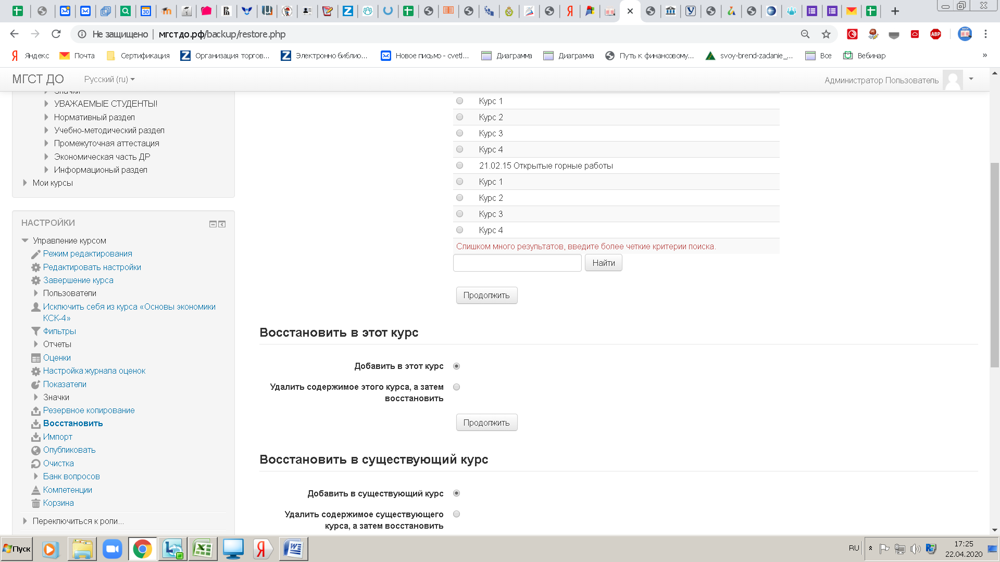 Не защищено | мгстдо.рф/backup/restore.php
ABP
Яндекс
Почта
Сертификация
Организация торгов...
Электронно библио...
Новое письмо - cvetl...
Диаграмма
Диаграмма
Путь к финансовому...
svoy-brend-zadanie_...
Все
Вебинар
»
МГСТ ДО
Русский (ru)
Администратор Пользователь
Значки
УВАЖАЕМЫЕ СТУДЕНТЫ!
Нормативный раздел
Учебно-методический раздел
Промежуточная аттестация
Экономическая часть ДР
Информационый раздел
Мои курсы
НАСТРОЙКИ
Управление курсом
Режим редактирования
Редактировать настройки
Завершение курса
Пользователи
Исключить себя из курса «Основы экономики
КСК-4»
Фильтры
Отчеты
Оценки
Настройка журнала оценок
Показатели
Значки
Резервное копирование
Восстановить
Импорт
Опубликовать
Очистка
Банк вопросов
Компетенции
Корзина
Переключиться к роли...
Курс 1
Курс 2
Курс 3
Курс 4
21.02.15 Открытые горные работы
Курс 1
Курс 2
Курс 3
Курс 4
Слишком много результатов, введите более четкие критерии поиска.
Найти
Продолжить
Восстановить в этот курс
Добавить в этот курс
Удалить содержимое этого курса, а затем
восстановить
Продолжить
Восстановить в существующий курс
Добавить в существующий курс
Удалить содержимое существующего
курса, а затем восстановить
Пуск
RU
17:25
22.04.2020